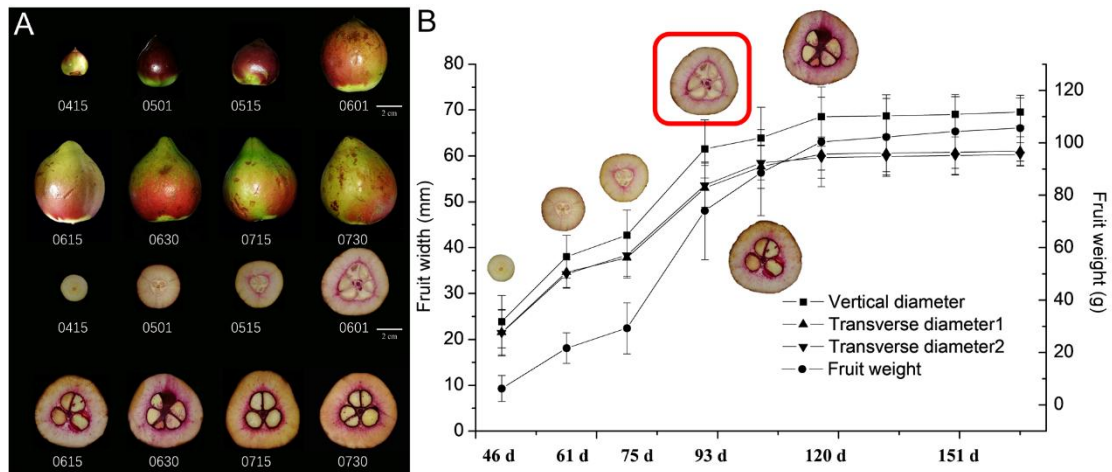 A
0415 0501 0515 0601
2 cm
0615 0630 0715 0730
0415 0501 0515 0601
2 cm
0615 0630 0715 0730
B
Fruit width (mm)
80
70
60
50
40
30
20
10
0
46 d 61 d 75 d 93 d 120 d 151 d
Vertical diameter
Transverse diameter1
Transverse diameter2
Fruit weight
120
100
80
60
40
20
0
Fruit weight (g)